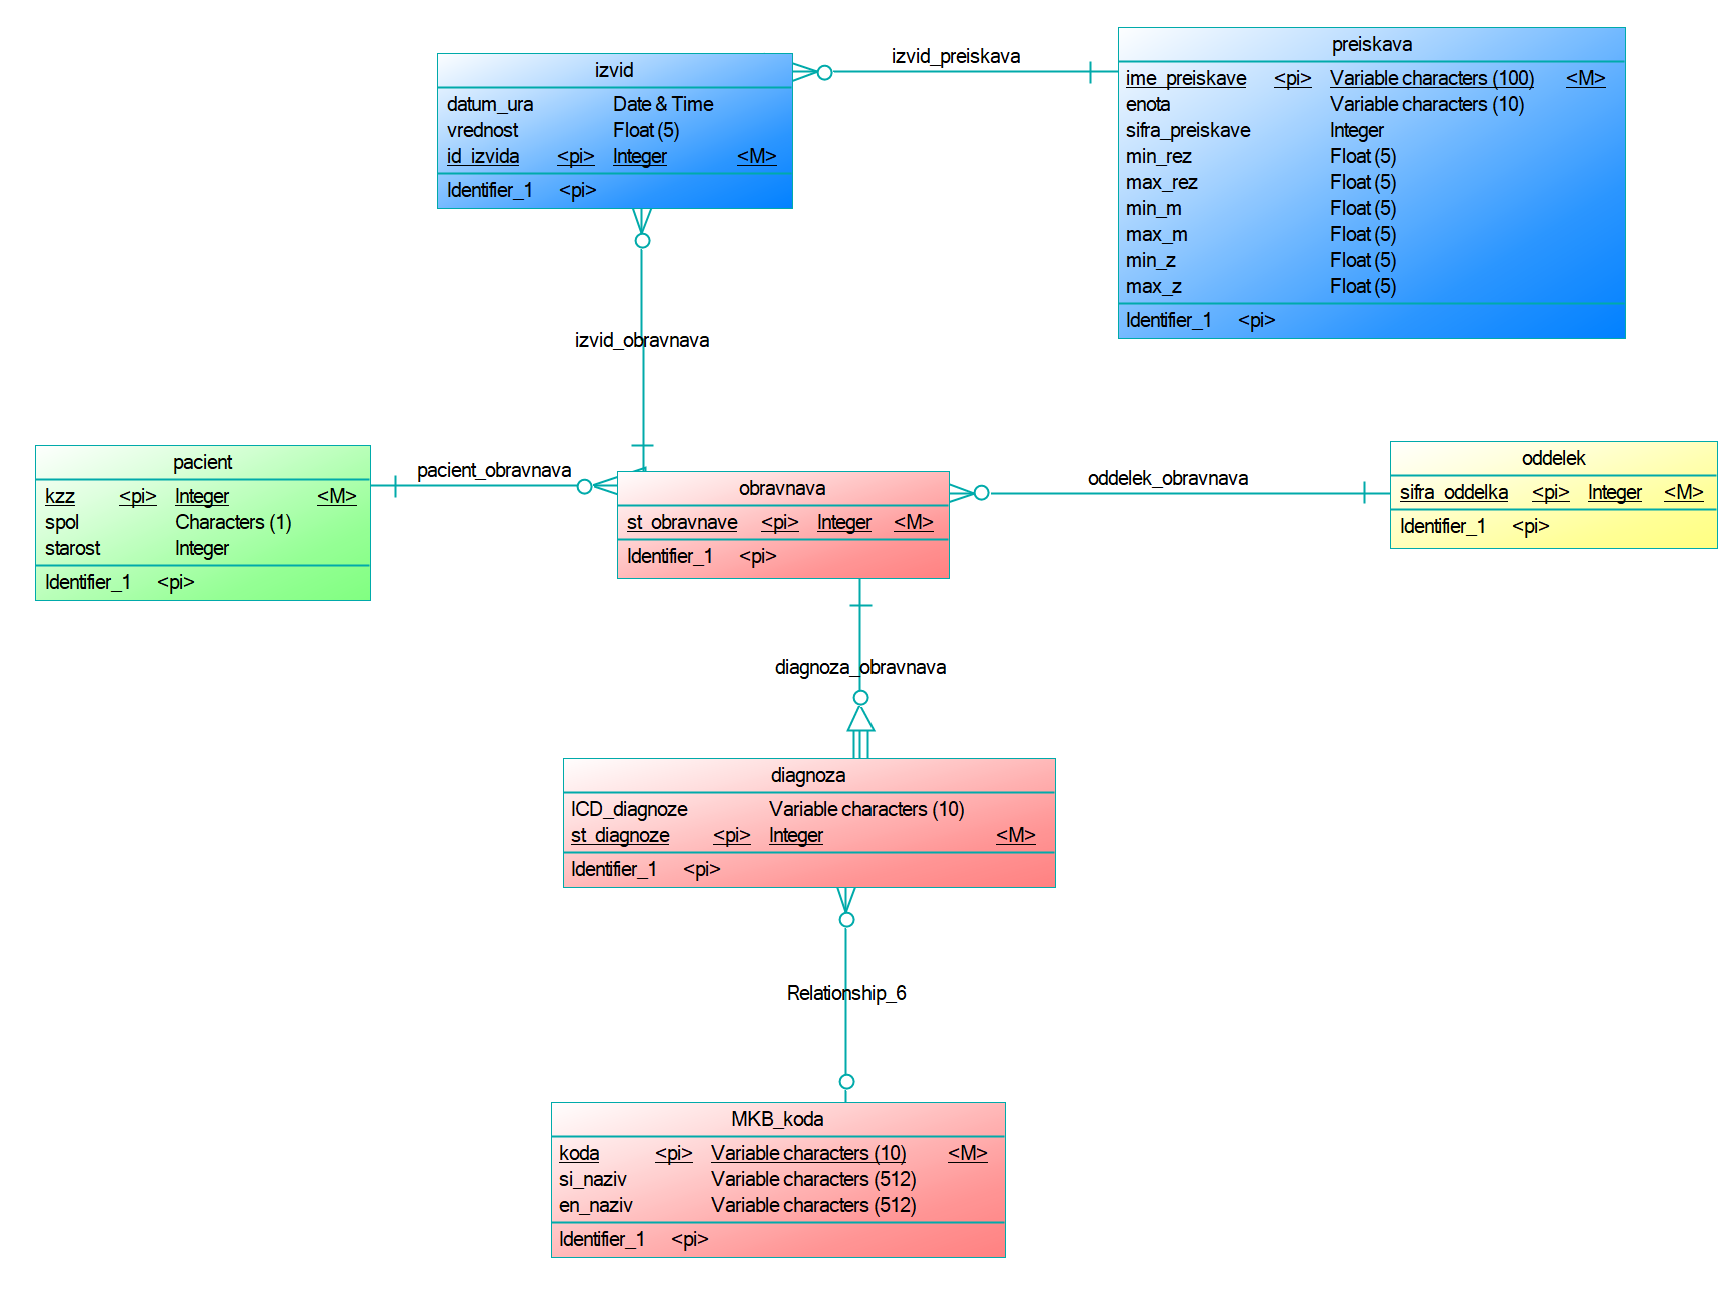 izvid
datum_ura Date & Time
vrednost Float (5)
id_izvida <pi> Integer <M>
Identifier_1 <pi>
izvid_preiskava
preiskava
ime_preiskave <pi> Variable characters (100) <M>
enota Variable characters (10)
sifra_preiskave Integer
min_rez Float (5)
max_rez Float (5)
min_m Float (5)
max_m Float (5)
min_z Float (5)
max_z Float (5)
Identifier_1 <pi>
izvid_obravnava
pacient
kzz <pi> Integer <M>
spol Characters (1)
starost Integer
Identifier_1 <pi>
pacient_obravnava
obravnava
st_obravnave <pi> Integer <M>
Identifier_1 <pi>
oddelek_obravnava
oddelek
sifra_oddelka <pi> Integer <M>
Identifier_1 <pi>
diagnoza_obravnava
diagnoza
ICD_diagnoze Variable characters (10)
st_diagnoze <pi> Integer <M>
Identifier_1 <pi>
Relationship_6
MKB_koda
koda <pi> Variable characters (10) <M>
si_naziv Variable characters (512)
en_naziv Variable characters (512)
Identifier_1 <pi>